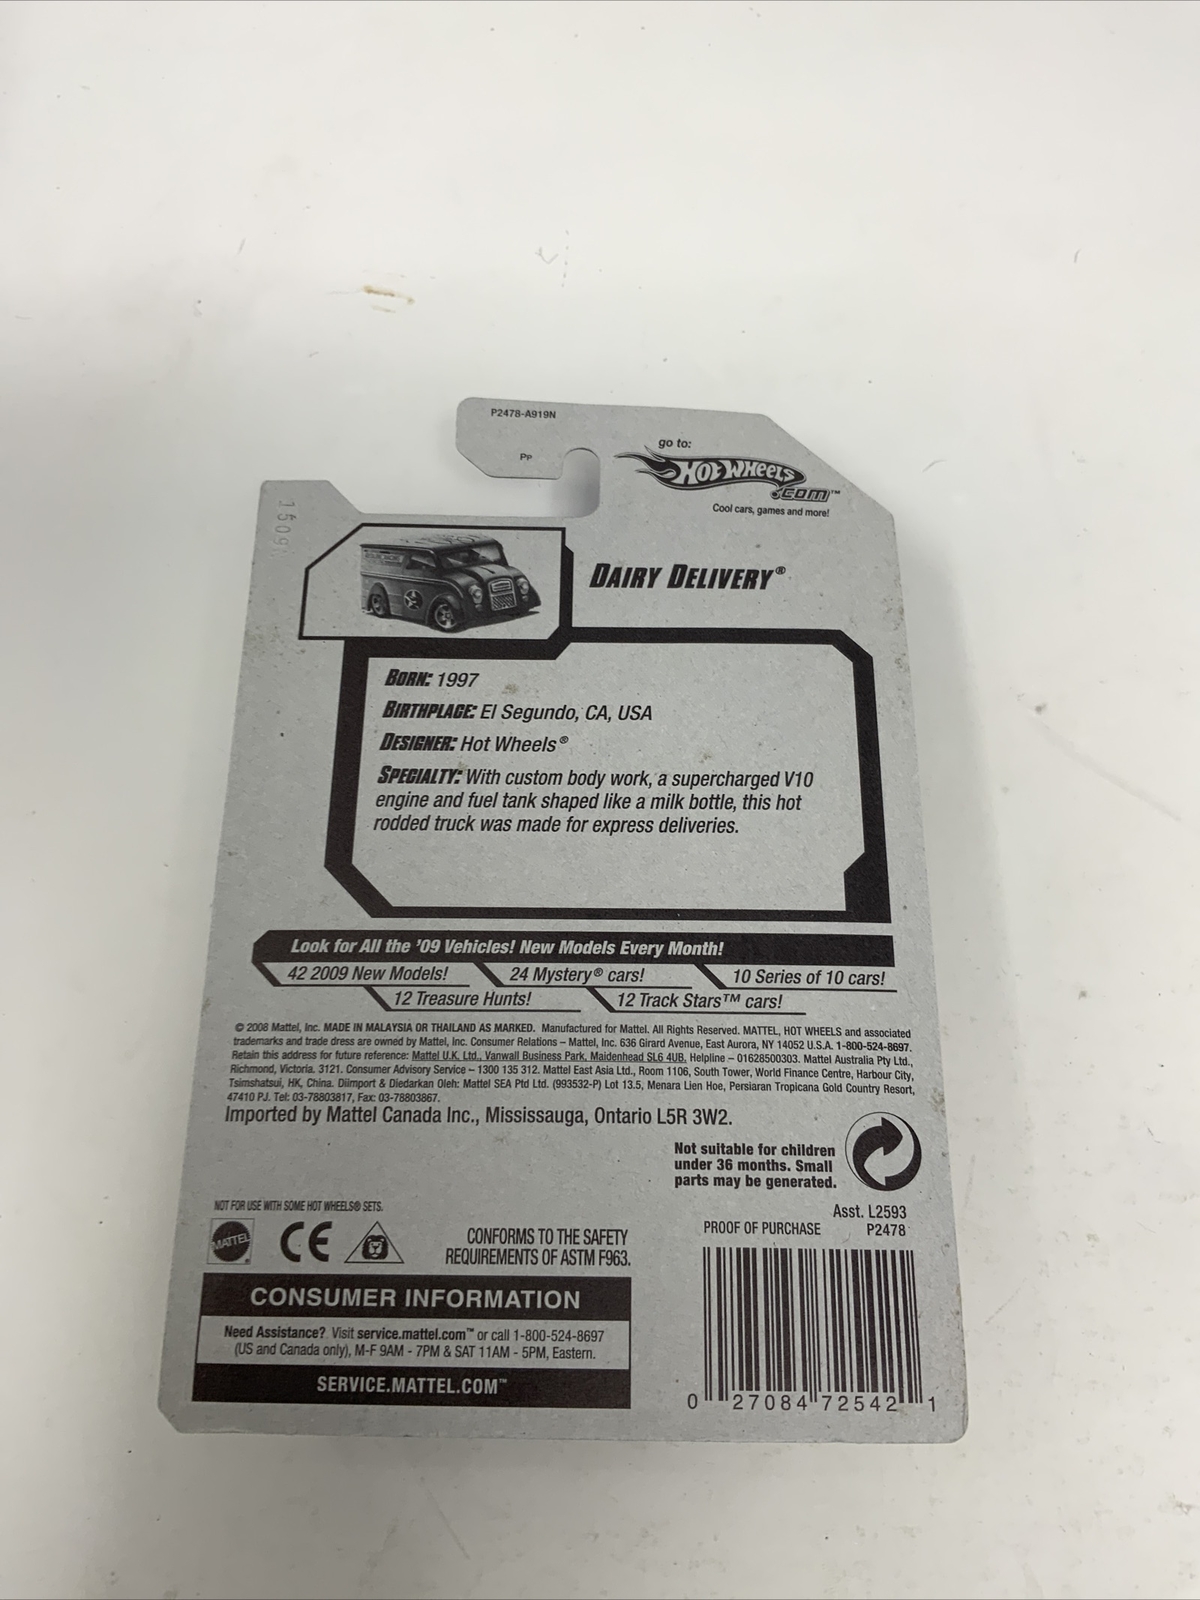 P2478-A919N
Pp
go to:
HOT WHEELS
.COM™
Cool cars, games and more!
DAIRY DELIVERY®
BORN: 1997
BIRTHPLACE: El Segundo, CA, USA
DESIGNER: Hot Wheels®
SPECIALTY: With custom body work, a supercharged V10
engine and fuel tank shaped like a milk bottle, this hot
rodded truck was made for express deliveries.
Look for All the '09 Vehicles! New Models Every Month!
42 2009 New Models!
24 Mystery® cars!
10 Series of 10 cars!
12 Treasure Hunts!
12 Track Stars™ cars!
© 2008 Mattel, Inc. MADE IN MALAYSIA OR THAILAND AS MARKED. Manufactured for Mattel. All Rights Reserved. MATTEL, HOT WHEELS and associated
trademarks and trade dress are owned by Mattel, Inc. Consumer Relations – Mattel, Inc. 636 Girard Avenue, East Aurora, NY 14052 U.S.A. 1-800-524-8697.
Retain this address for future reference: Mattel U.K. Ltd., Vanwall Business Park, Maidenhead SL6 4UB. Helpline – 01628500303. Mattel Australia Pty Ltd.,
Richmond, Victoria. 3121. Consumer Advisory Service – 1300 135 312. Mattel East Asia Ltd., Room 1106, South Tower, World Finance Centre, Harbour City,
Tsimshatsui, HK, China. Diimport & Diedarkan Oleh: Mattel SEA Ptd Ltd. (993532-P) Lot 13.5, Menara Lien Hoe, Persiaran Tropicana Gold Country Resort,
47410 PJ. Tel: 03-78803817, Fax: 03-78803867.
Imported by Mattel Canada Inc., Mississauga, Ontario L5R 3W2.
Not suitable for children
under 36 months. Small
parts may be generated.
NOT FOR USE WITH SOME HOT WHEELS® SETS.
MATTEL®
CE
CONFORMS TO THE SAFETY
REQUIREMENTS OF ASTM F963.
Asst. L2593
PROOF OF PURCHASE P2478
CONSUMER INFORMATION
Need Assistance? Visit service.mattel.com™ or call 1-800-524-8697
(US and Canada only), M-F 9AM - 7PM & SAT 11AM - 5PM, Eastern.
SERVICE.MATTEL.COM™
0 27084 72542 1